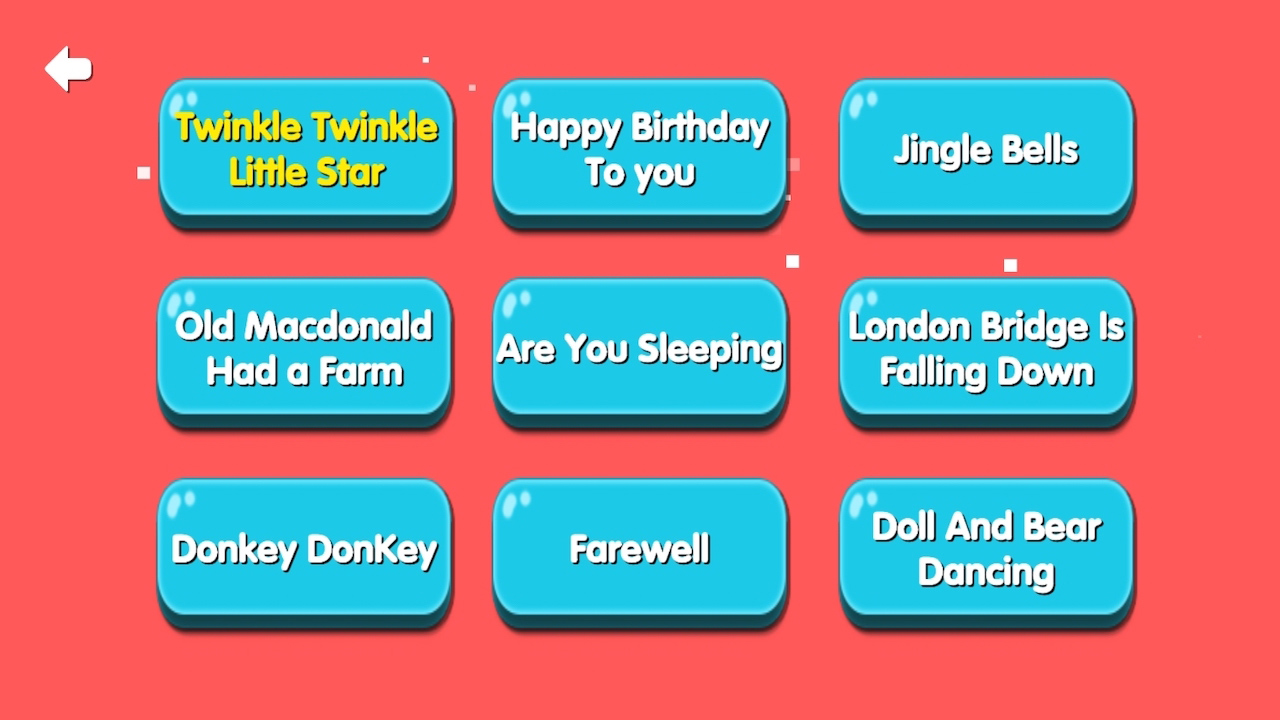 Twinkle Twinkle
Little Star
Happy Birthday
To you
Jingle Bells
Old Macdonald
Had a Farm
Are You Sleeping
London Bridge Is
Falling Down
Donkey DonKey
Farewell
Doll And Bear
Dancing